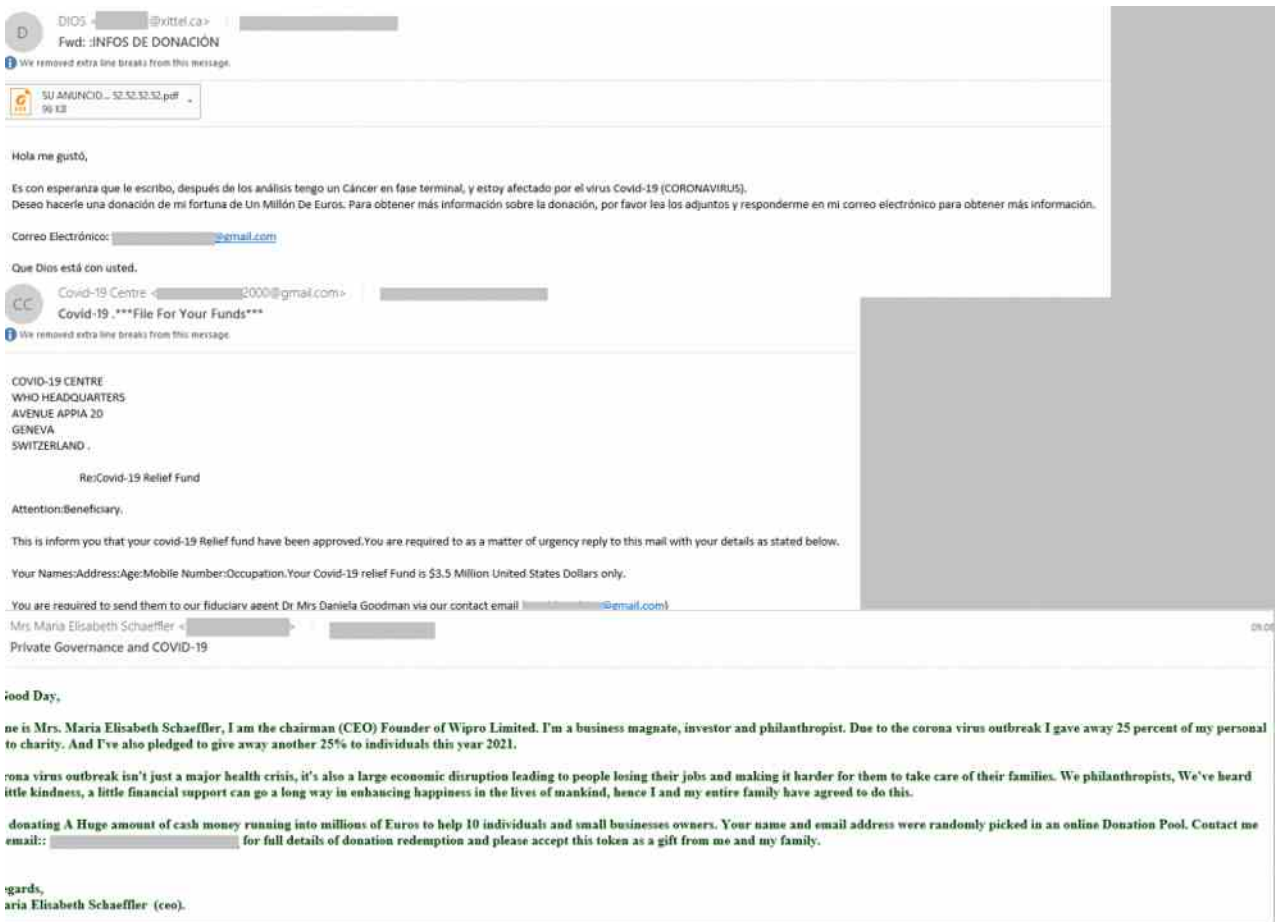 D
DIOS < @xittel.ca>
Fwd: :INFOS DE DONACIÓN
We removed extra line breaks from this message.
SU ANUNCIO... 52.52.52.52.pdf
96 KB
Hola me gustó,
Es con esperanza que le escribo, después de los análisis tengo un Cáncer en fase terminal, y estoy afectado por el virus Covid-19 (CORONAVIRUS).
Deseo hacerle una donación de mi fortuna de Un Millón De Euros. Para obtener más información sobre la donación, por favor lea los adjuntos y responderme en mi correo electrónico para obtener más información.
Correo Electrónico: @gmail.com
Que Dios está con usted.
CC
Covid-19 Centre < 2000@gmail.com>
Covid-19 .***File For Your Funds***
We removed extra line breaks from this message.
COVID-19 CENTRE
WHO HEADQUARTERS
AVENUE APPIA 20
GENEVA
SWITZERLAND .
Re:Covid-19 Relief Fund
Attention:Beneficiary.
This is inform you that your covid-19 Relief fund have been approved.You are required to as a matter of urgency reply to this mail with your details as stated below.
Your Names:Address:Age:Mobile Number:Occupation.Your Covid-19 relief Fund is $3.5 Million United States Dollars only.
You are required to send them to our fiduciary agent Dr Mrs Daniela Goodman via our contact email ( @gmail.com)
Mrs Maria Elisabeth Schaeffler < >
Private Governance and COVID-19
ood Day,
ne is Mrs. Maria Elisabeth Schaeffler, I am the chairman (CEO) Founder of Wipro Limited. I'm a business magnate, investor and philanthropist. Due to the corona virus outbreak I gave away 25 percent of my personal
to charity. And I've also pledged to give away another 25% to individuals this year 2021.
rona virus outbreak isn't just a major health crisis, it's also a large economic disruption leading to people losing their jobs and making it harder for them to take care of their families. We philanthropists, We've heard
ittle kindness, a little financial support can go a long way in enhancing happiness in the lives of mankind, hence I and my entire family have agreed to do this.
donating A Huge amount of cash money running into millions of Euros to help 10 individuals and small businesses owners. Your name and email address were randomly picked in an online Donation Pool. Contact me
email:: for full details of donation redemption and please accept this token as a gift from me and my family.
egards,
aria Elisabeth Schaeffler (ceo).